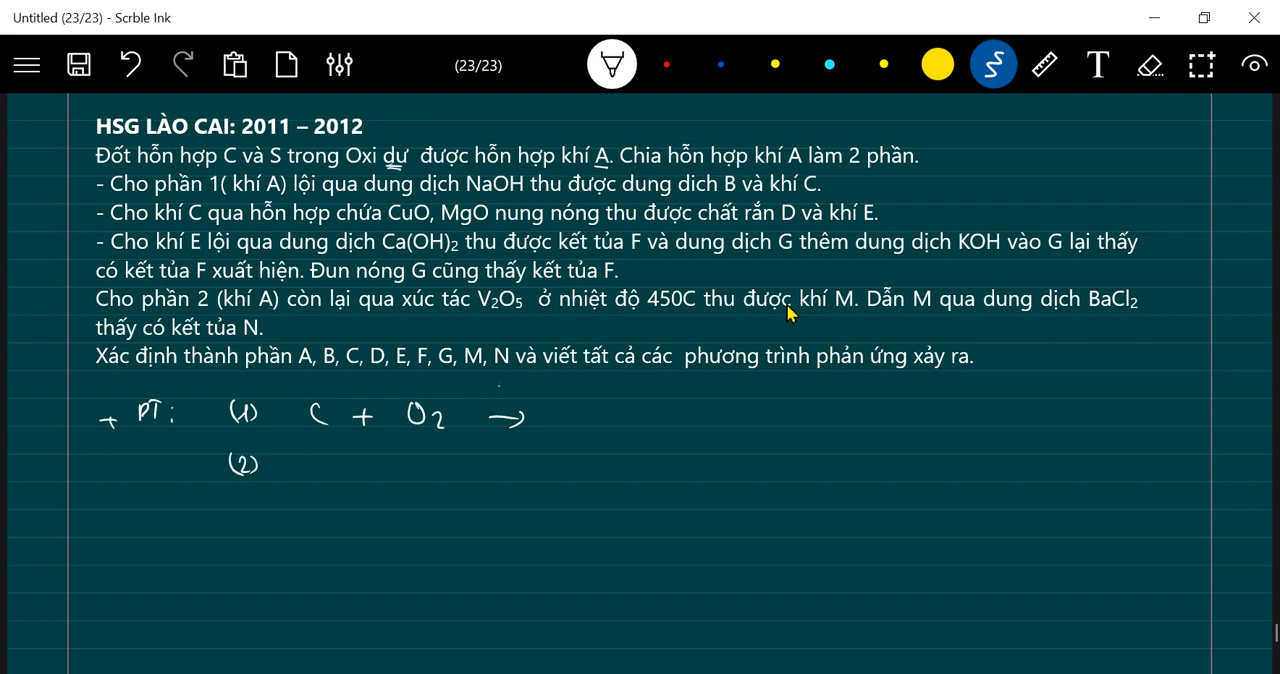 Untitled (23/23) - Scrble Ink
(23/23)
T
HSG LÀO CAI: 2011 – 2012
Đốt hỗn hợp C và S trong Oxi dư được hỗn hợp khí A. Chia hỗn hợp khí A làm 2 phần.
- Cho phần 1( khí A) lội qua dung dịch NaOH thu được dung dich B và khí C.
- Cho khí C qua hỗn hợp chứa CuO, MgO nung nóng thu được chất rắn D và khí E.
- Cho khí E lội qua dung dịch Ca(OH)₂ thu được kết tủa F và dung dịch G thêm dung dịch KOH vào G lại thấy
có kết tủa F xuất hiện. Đun nóng G cũng thấy kết tủa F.
Cho phần 2 (khí A) còn lại qua xúc tác V₂O₅ ở nhiệt độ 450C thu được khí M. Dẫn M qua dung dịch BaCl₂
thấy có kết tủa N.
Xác định thành phần A, B, C, D, E, F, G, M, N và viết tất cả các phương trình phản ứng xảy ra.
+ PT: (1) C + O₂ →
(2)